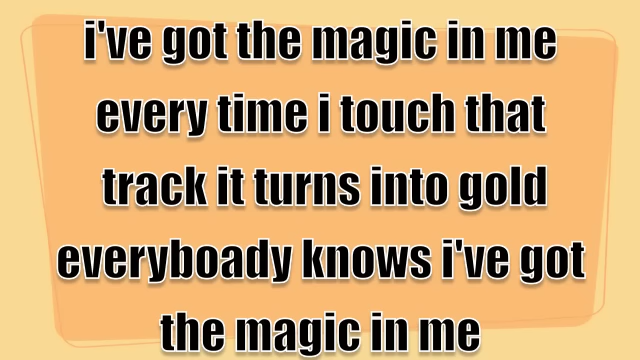 i've got the magic in me
every time i touch that
track it turns into gold
everyboady knows i've got
the magic in me